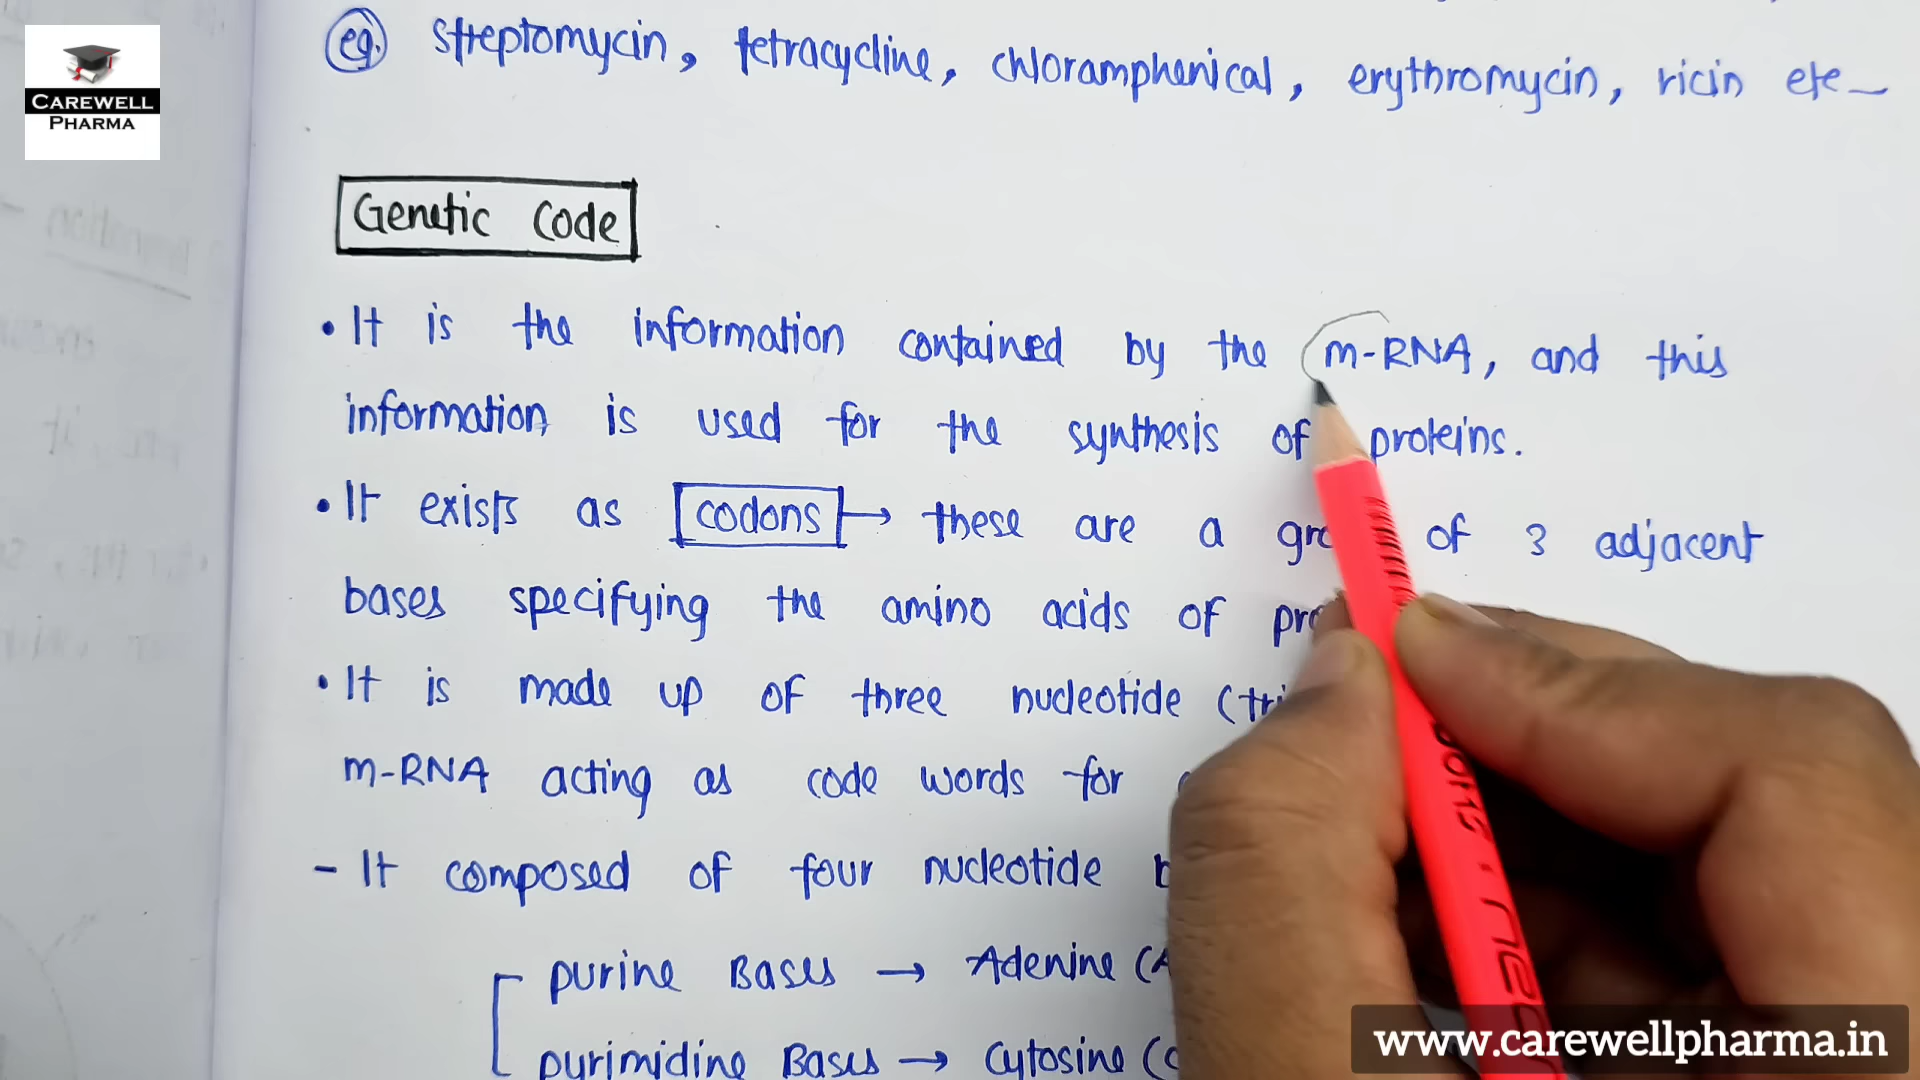 CAREWELL
PHARMA
eg. streptomycin, tetracycline, chloramphenical, erythromycin, ricin etc
Genetic Code
• It is the information contained by the m-RNA, and this
information is used for the synthesis of proteins.
• It exists as codons → these are a of 3 adjacent
bases specifying the amino acids of
• It is made up of three nucleotide
m-RNA acting as code words for
- It composed of four nucleotide
purine Bases → Adenine (A
pyrimidine Bases → Cytosine (C
www.carewellpharma.in